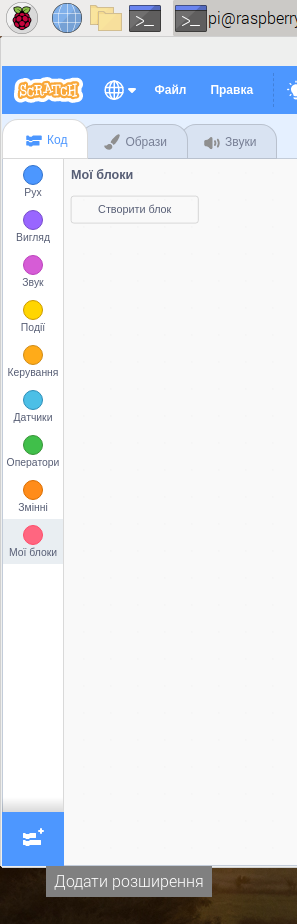 pi@raspberry
SCRATCH
Файл Правка
Код Образи Звуки
Мої блоки
Створити блок
Рух
Вигляд
Звук
Події
Керування
Датчики
Оператори
Змінні
Мої блоки
Додати розширення